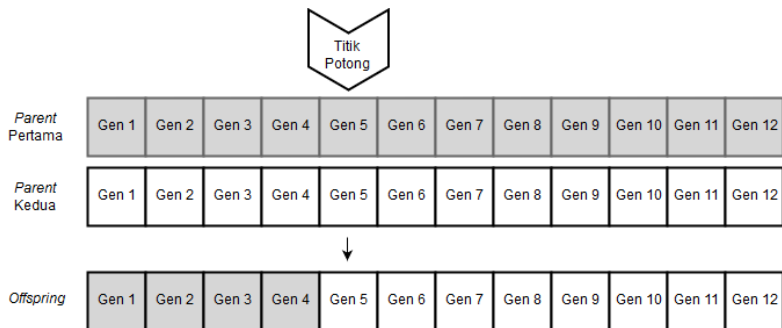 Titik
Potong
Parent
Pertama
Gen 1 Gen 2 Gen 3 Gen 4 Gen 5 Gen 6 Gen 7 Gen 8 Gen 9 Gen 10 Gen 11 Gen 12
Parent
Kedua
Gen 1 Gen 2 Gen 3 Gen 4 Gen 5 Gen 6 Gen 7 Gen 8 Gen 9 Gen 10 Gen 11 Gen 12
Offspring
Gen 1 Gen 2 Gen 3 Gen 4 Gen 5 Gen 6 Gen 7 Gen 8 Gen 9 Gen 10 Gen 11 Gen 12